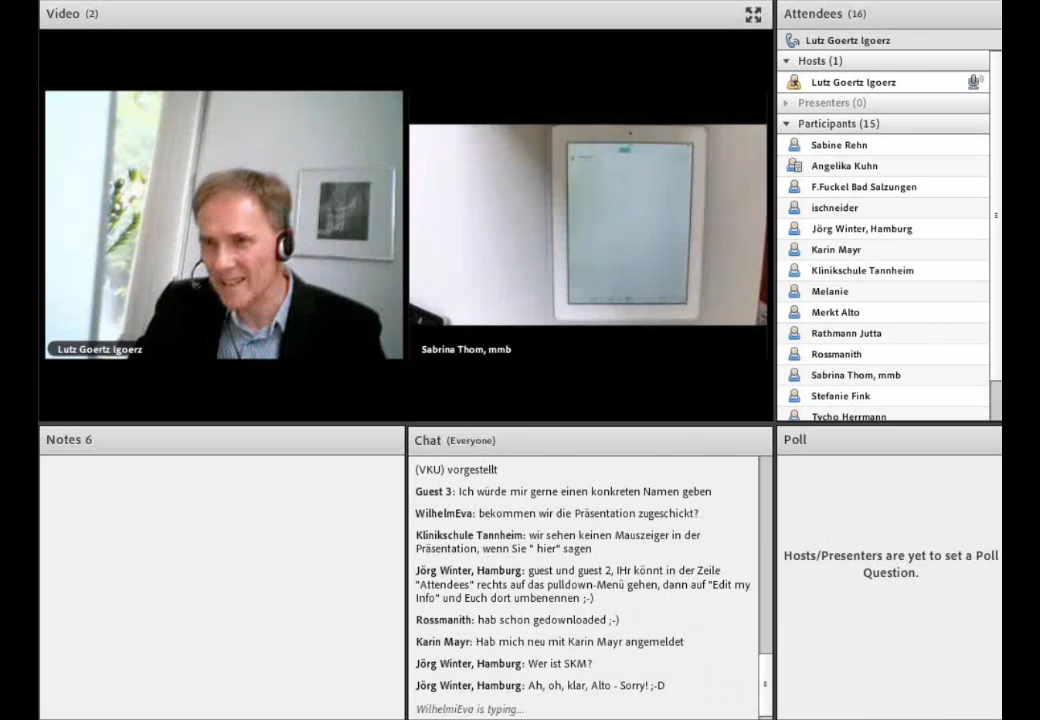 Video (2)
Lutz Goertz lgoerz
Sabrina Thom, mmb
Attendees (16)
Lutz Goertz lgoerz
Hosts (1)
Lutz Goertz lgoerz
Presenters (0)
Participants (15)
Sabine Rehn
Angelika Kuhn
F.Fuckel Bad Salzungen
ischneider
Jörg Winter, Hamburg
Karin Mayr
Klinikschule Tannheim
Melanie
Merkt Alto
Rathmann Jutta
Rossmanith
Sabrina Thom, mmb
Stefanie Fink
Tycho Herrmann
Notes 6
Chat (Everyone)
(VKU) vorgestellt
Guest 3: Ich würde mir gerne einen konkreten Namen geben
WilhelmEva: bekommen wir die Präsentation zugeschickt?
Klinikschule Tannheim: wir sehen keinen Mauszeiger in der
Präsentation, wenn Sie " hier" sagen
Jörg Winter, Hamburg: guest und guest 2, IHr könnt in der Zeile
"Attendees" rechts auf das pulldown-Menü gehen, dann auf "Edit my
Info" und Euch dort umbenennen ;-)
Rossmanith: hab schon gedownloaded ;-)
Karin Mayr: Hab mich neu mit Karin Mayr angemeldet
Jörg Winter, Hamburg: Wer ist SKM?
Jörg Winter, Hamburg: Ah, oh, klar, Alto - Sorry! ;-D
WilhelmiEva is typing...
Poll
Hosts/Presenters are yet to set a Poll
Question.